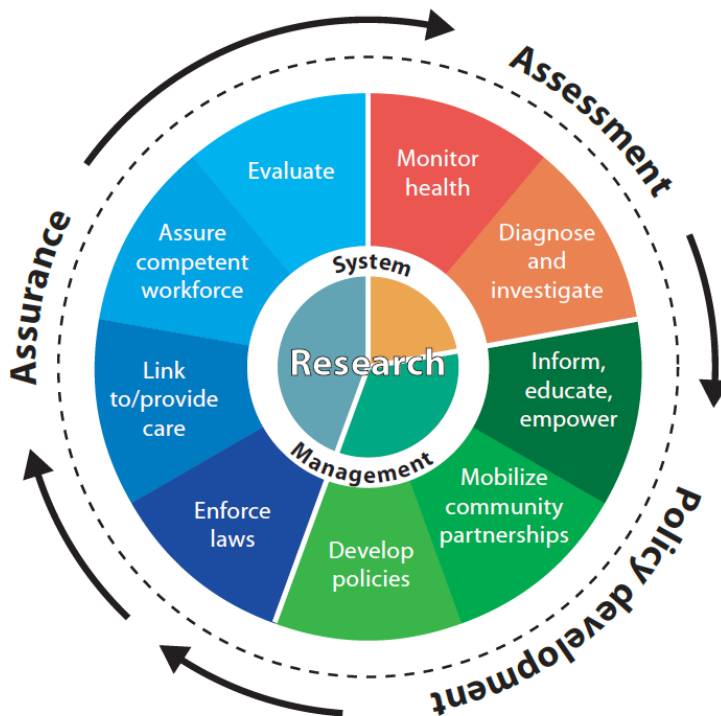 Assessment
Policy development
Assurance
Monitor
health
Diagnose
and
investigate
Inform,
educate,
empower
Mobilize
community
partnerships
Develop
policies
Enforce
laws
Link
to/provide
care
Assure
competent
workforce
Evaluate
System
Research
Management